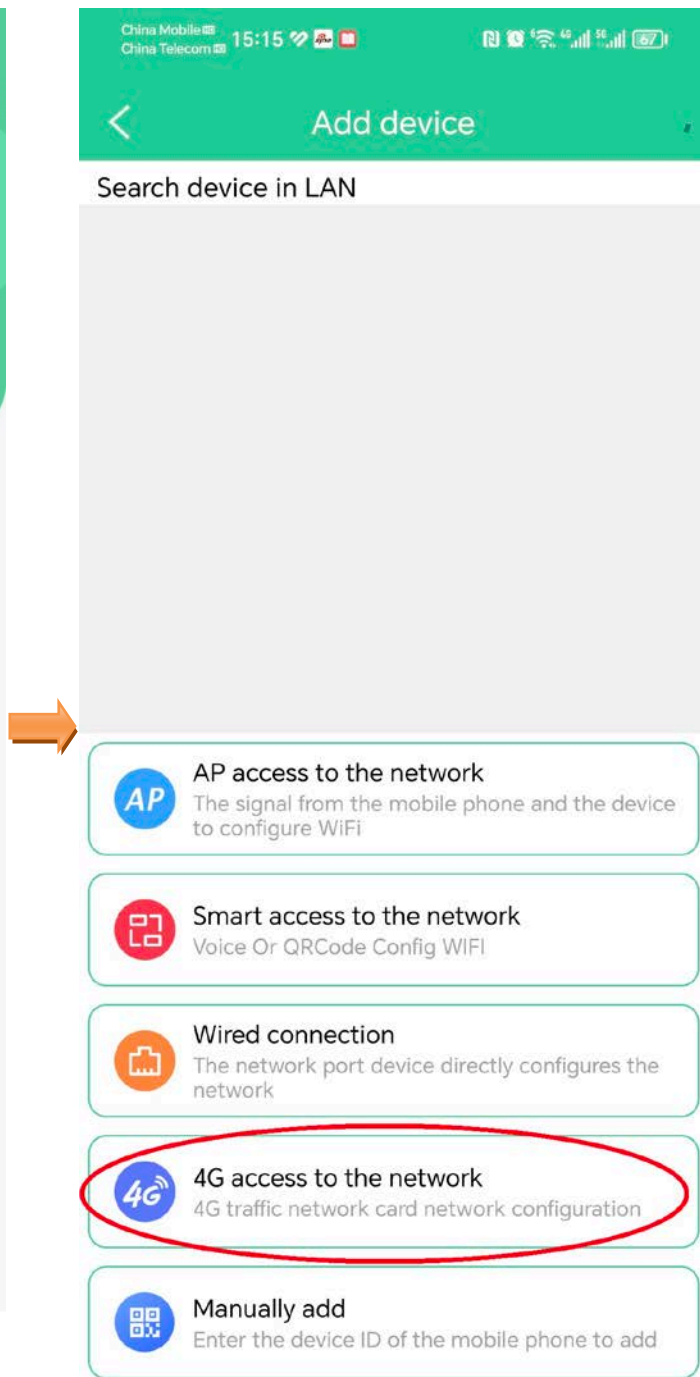 China Mobile HD
China Telecom HD
15:15
67
Add device
Search device in LAN
AP
AP access to the network
The signal from the mobile phone and the device
to configure WiFi
Smart access to the network
Voice Or QRCode Config WIFI
Wired connection
The network port device directly configures the
network
4G
4G access to the network
4G traffic network card network configuration
Manually add
Enter the device ID of the mobile phone to add